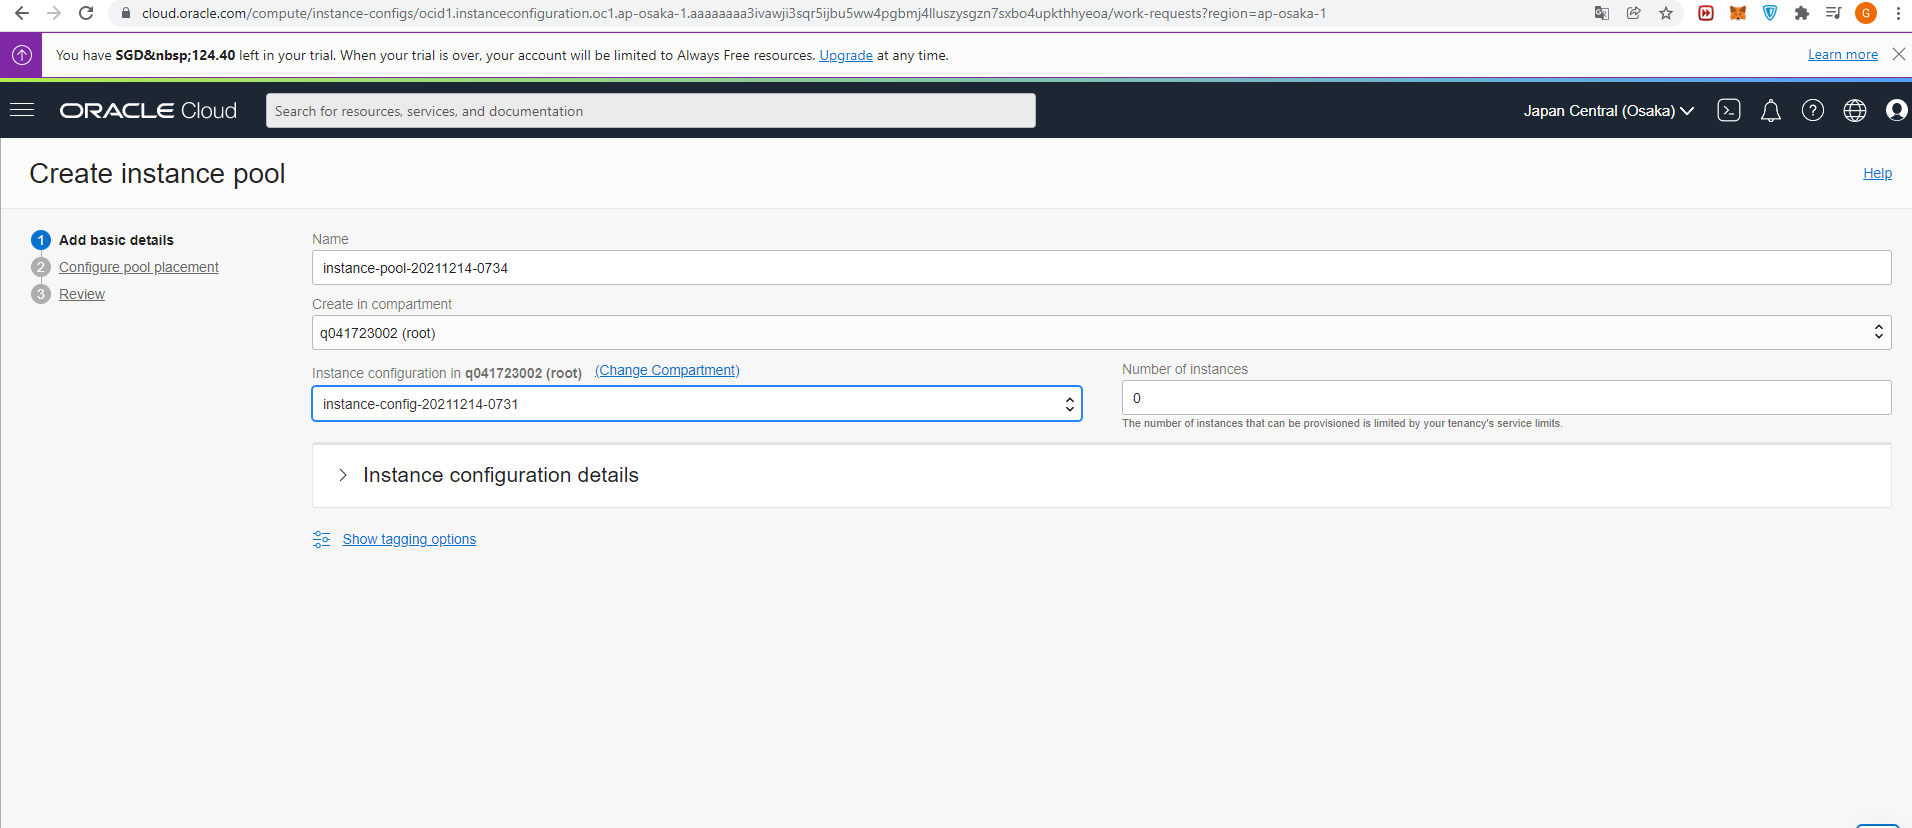 cloud.oracle.com/compute/instance-configs/ocid1.instanceconfiguration.oc1.ap-osaka-1.aaaaaaaa3ivawji3sqr5ijbu5ww4pgbmj4lluszysgzn7sxbo4upkthhyeoa/work-requests?region=ap-osaka-1
G
You have SGD&nbsp;124.40 left in your trial. When your trial is over, your account will be limited to Always Free resources. Upgrade at any time.
Learn more
ORACLE Cloud
Search for resources, services, and documentation
Japan Central (Osaka)
Create instance pool
Help
1 Add basic details
2 Configure pool placement
3 Review
Name
instance-pool-20211214-0734
Create in compartment
q041723002 (root)
Instance configuration in q041723002 (root) (Change Compartment)
instance-config-20211214-0731
Number of instances
0
The number of instances that can be provisioned is limited by your tenancy's service limits.
Instance configuration details
Show tagging options